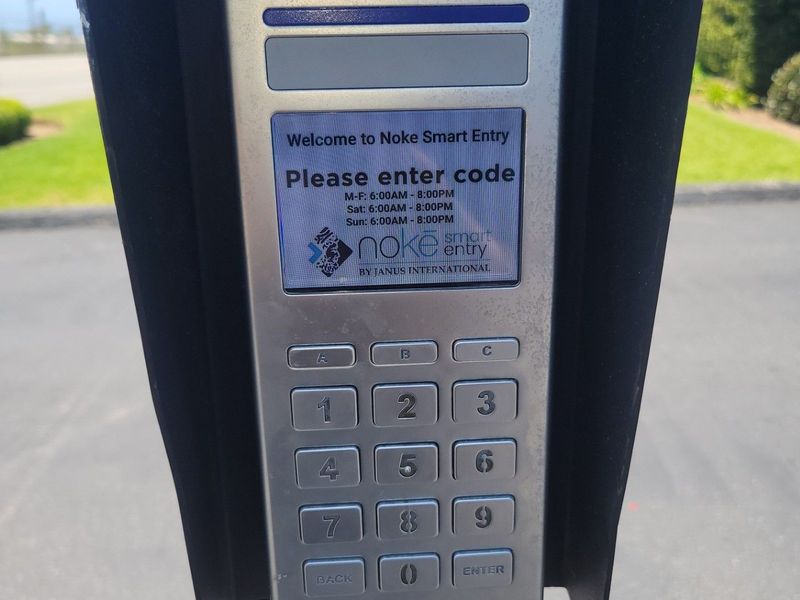 Welcome to Noke Smart Entry
Please enter code
M-F: 6:00AM - 8:00PM
Sat: 6:00AM - 8:00PM
Sun: 6:00AM - 8:00PM
nokē smart entry
BY JANUS INTERNATIONAL
A B C
1 2 3
4 5 6
7 8 9
BACK 0 ENTER